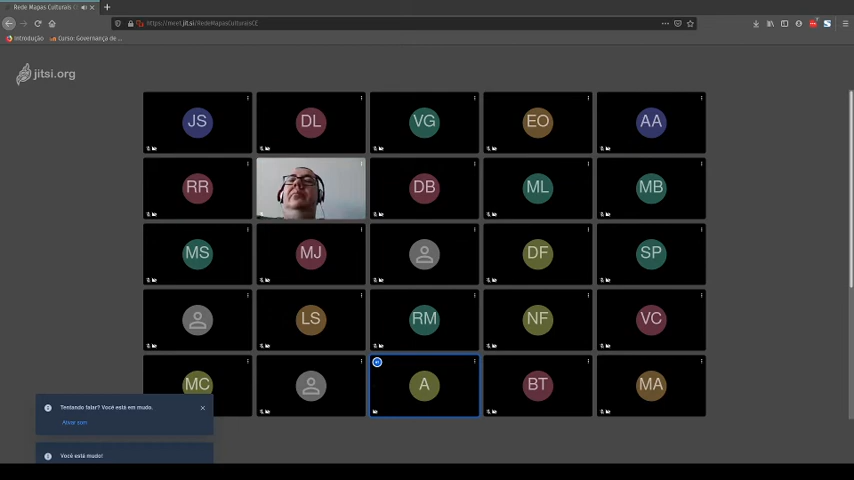 Rede Mapas Culturais C
https://meet.jit.si/RedeMapasCulturaisCE
Introdução
Curso: Governança de ...
jitsi.org
JS DL VG EO AA
RR DB ML MB
MS MJ DF SP
LS RM NF VC
MC A BT MA
Tentando falar? Você está em mudo.
Ativar som
Você está mudo!